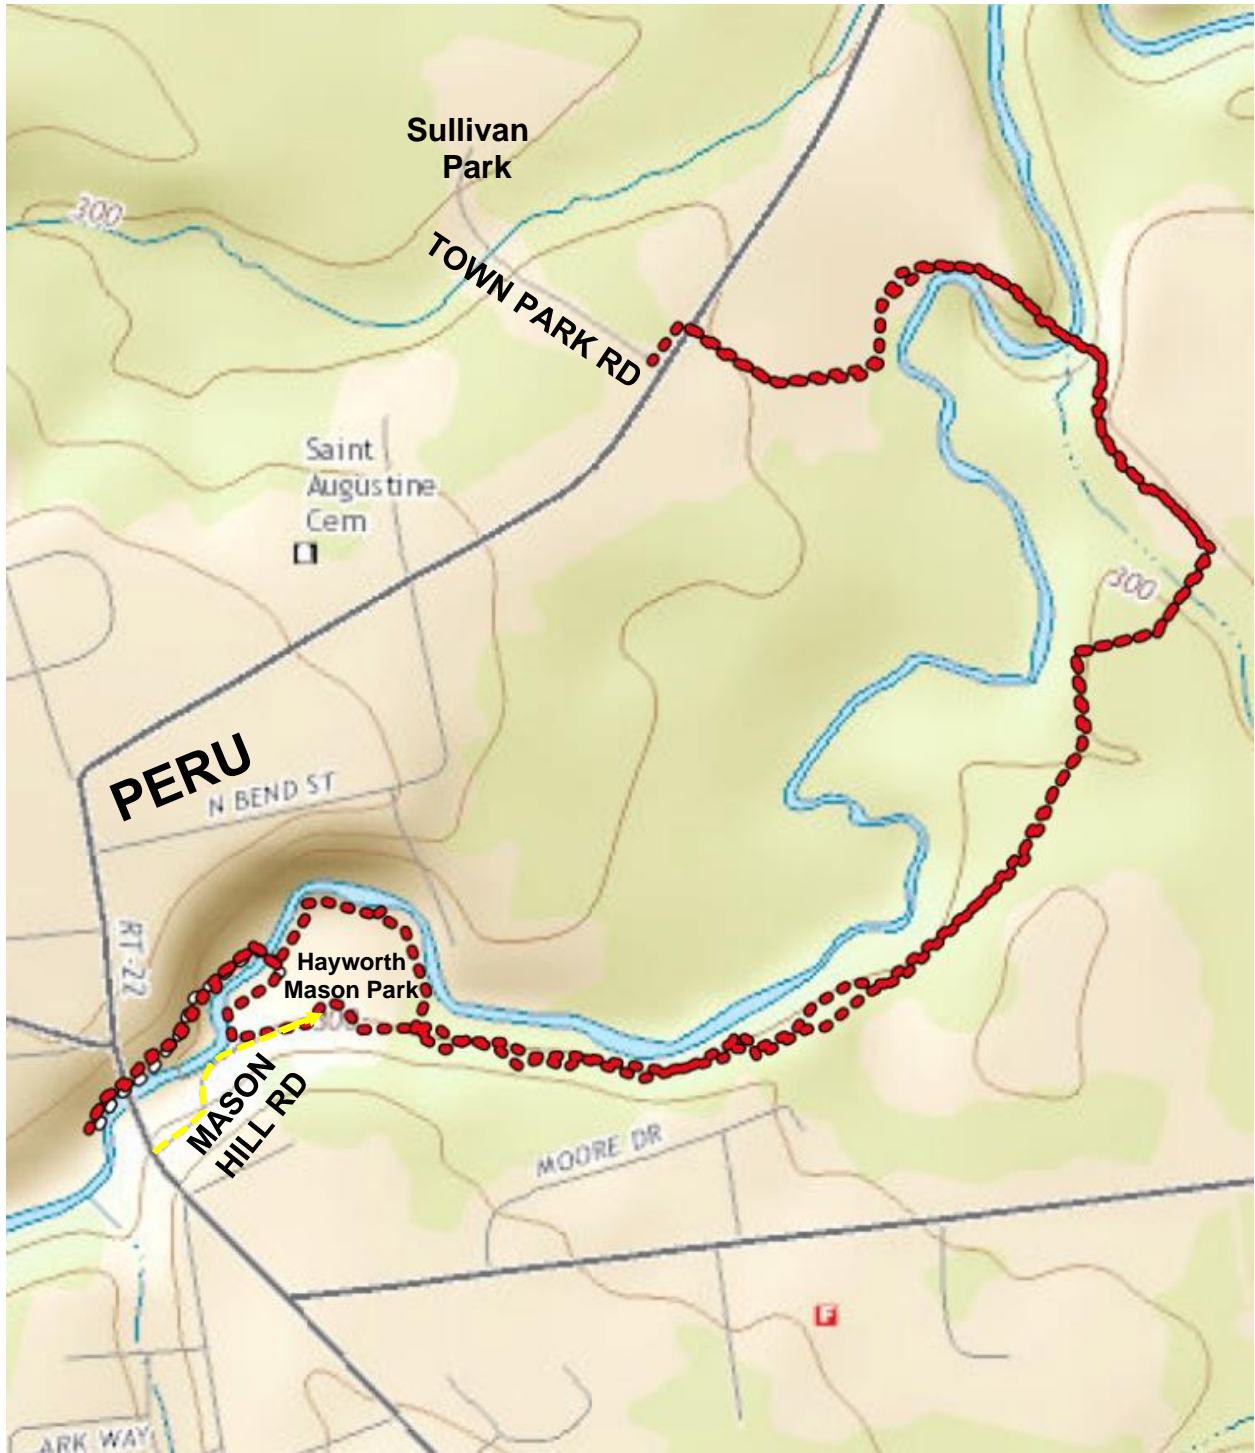 Sullivan
Park
300
TOWN PARK RD
Saint
Augustine
Cem
300
PERU
N BEND ST
RT-22
Hayworth
Mason Park
300
MASON
HILL RD
MOORE DR
F
ARK WAY